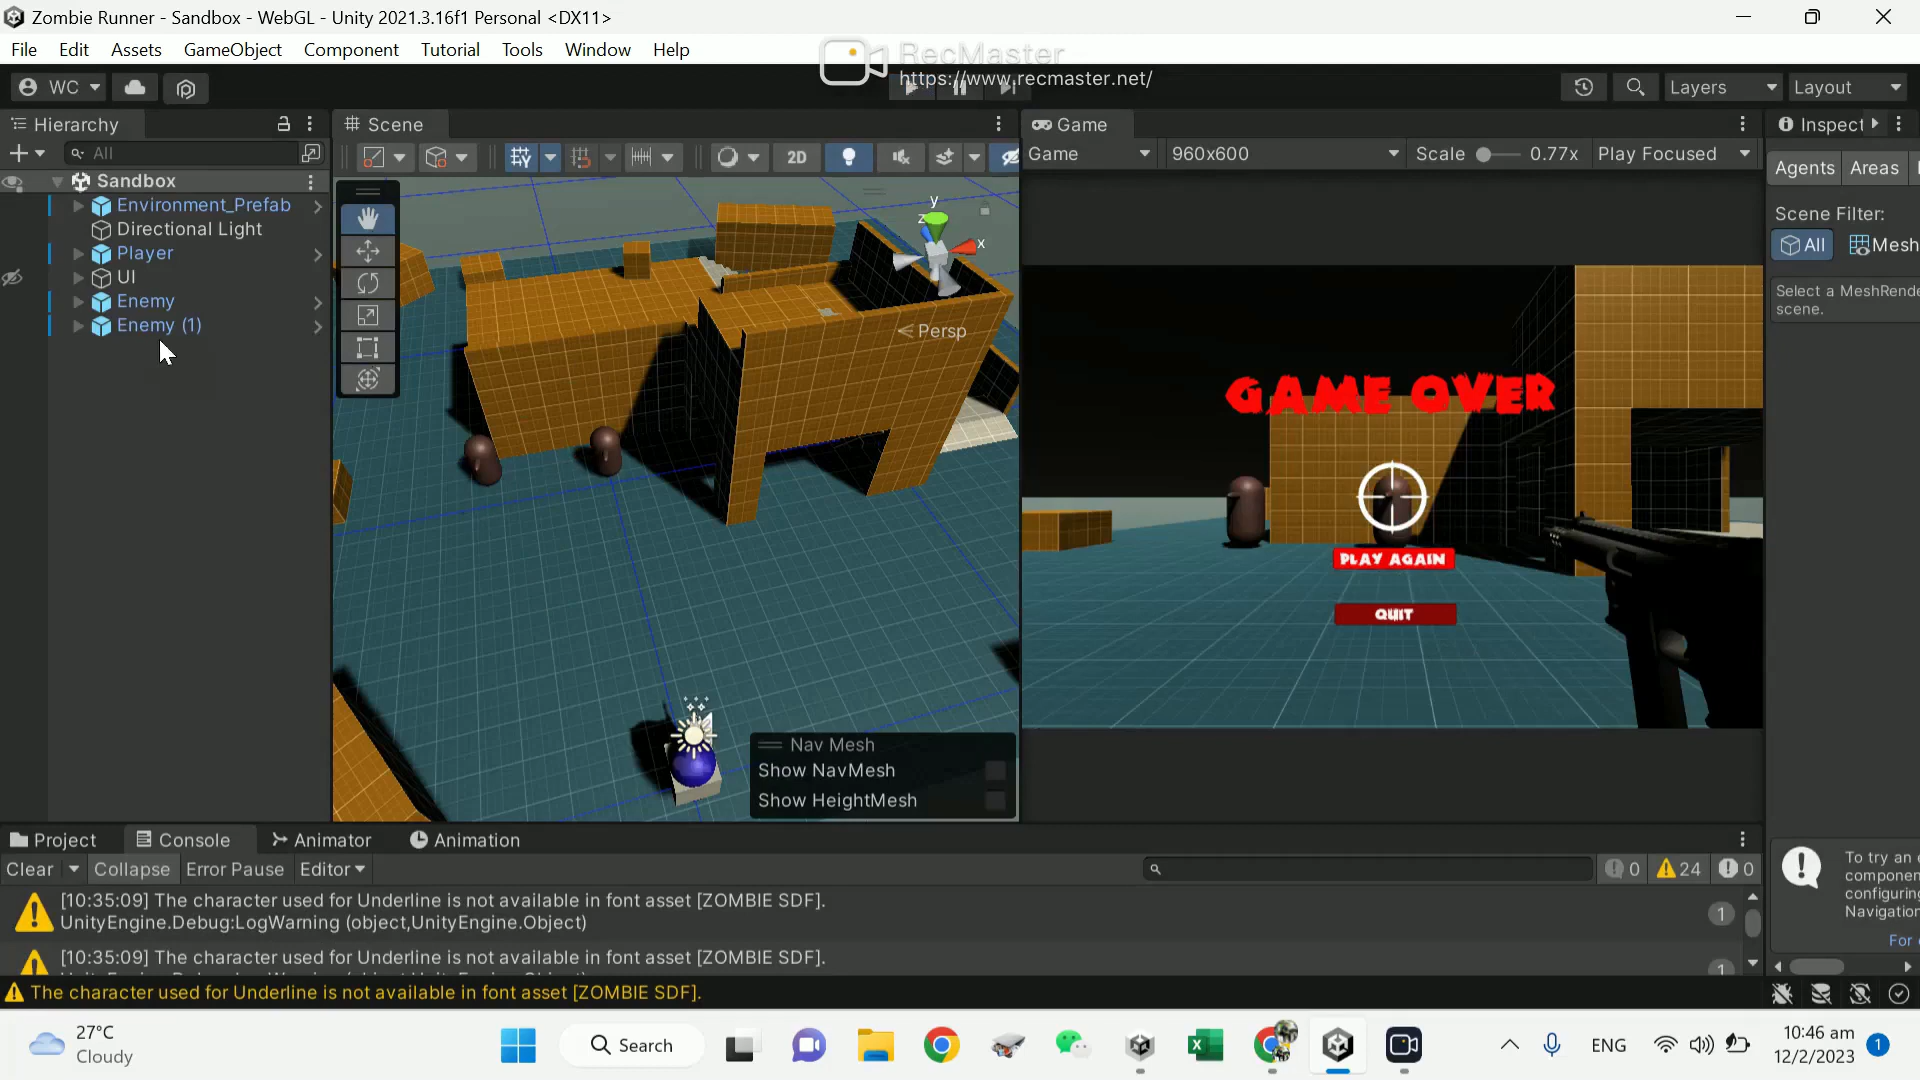 Zombie Runner - Sandbox - WebGL - Unity 2021.3.16f1 Personal <DX11>
File Edit Assets GameObject Component Tutorial Tools Window Help
RecMaster
https://www.recmaster.net/
WC Layers Layout
Hierarchy Scene Game Inspect
All 2D Game 960x600 Scale 0.77x Play Focused
Agents Areas
Sandbox
Environment_Prefab
Directional Light
Player
UI
Enemy
Enemy (1)
y
z
x
Persp
Scene Filter:
All Mesh
Select a MeshRende
scene.
GAME OVER
PLAY AGAIN
QUIT
Nav Mesh
Show NavMesh
Show HeightMesh
Project Console Animator Animation
Clear Collapse Error Pause Editor 0 24 0
[10:35:09] The character used for Underline is not available in font asset [ZOMBIE SDF].
UnityEngine.Debug:LogWarning (object,UnityEngine.Object)
1
[10:35:09] The character used for Underline is not available in font asset [ZOMBIE SDF].
1
To try an
componen
configuring
Navigation
For
The character used for Underline is not available in font asset [ZOMBIE SDF].
27°C
Cloudy
Search
ENG
10:46 am
12/2/2023
1